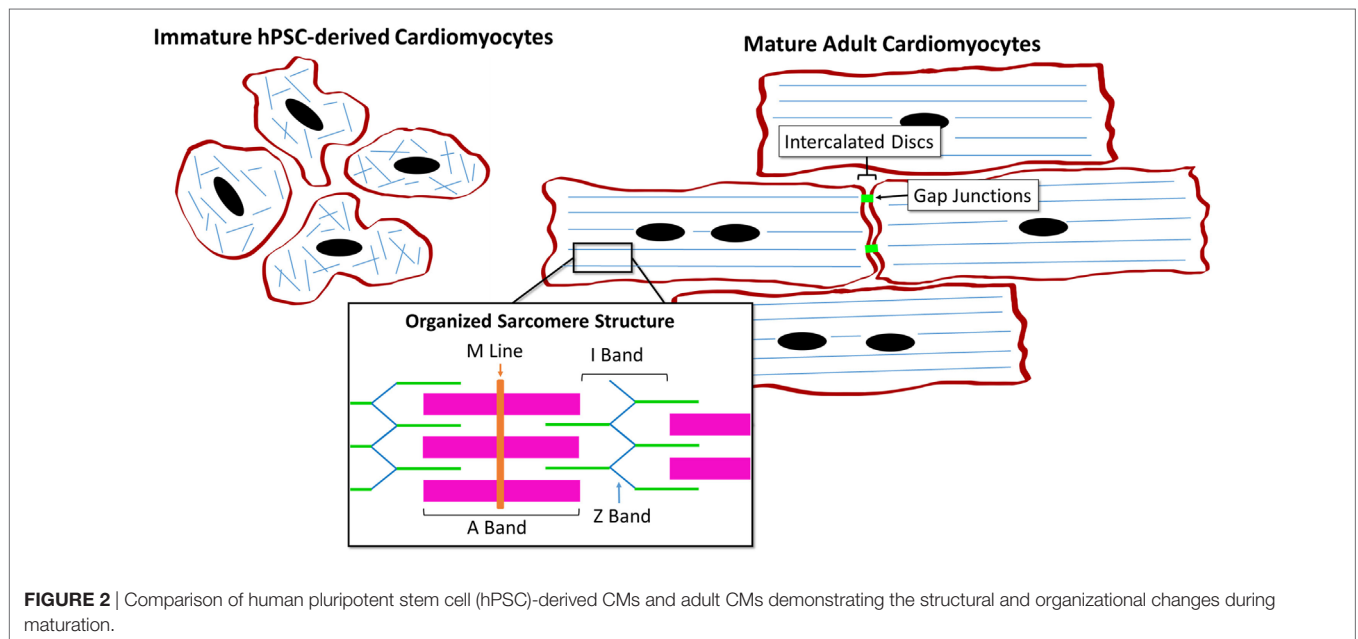 Immature hPSC-derived Cardiomyocytes
Mature Adult Cardiomyocytes
Intercalated Discs
Gap Junctions
Organized Sarcomere Structure
M Line
I Band
A Band
Z Band
FIGURE 2 | Comparison of human pluripotent stem cell (hPSC)-derived CMs and adult CMs demonstrating the structural and organizational changes during
maturation.